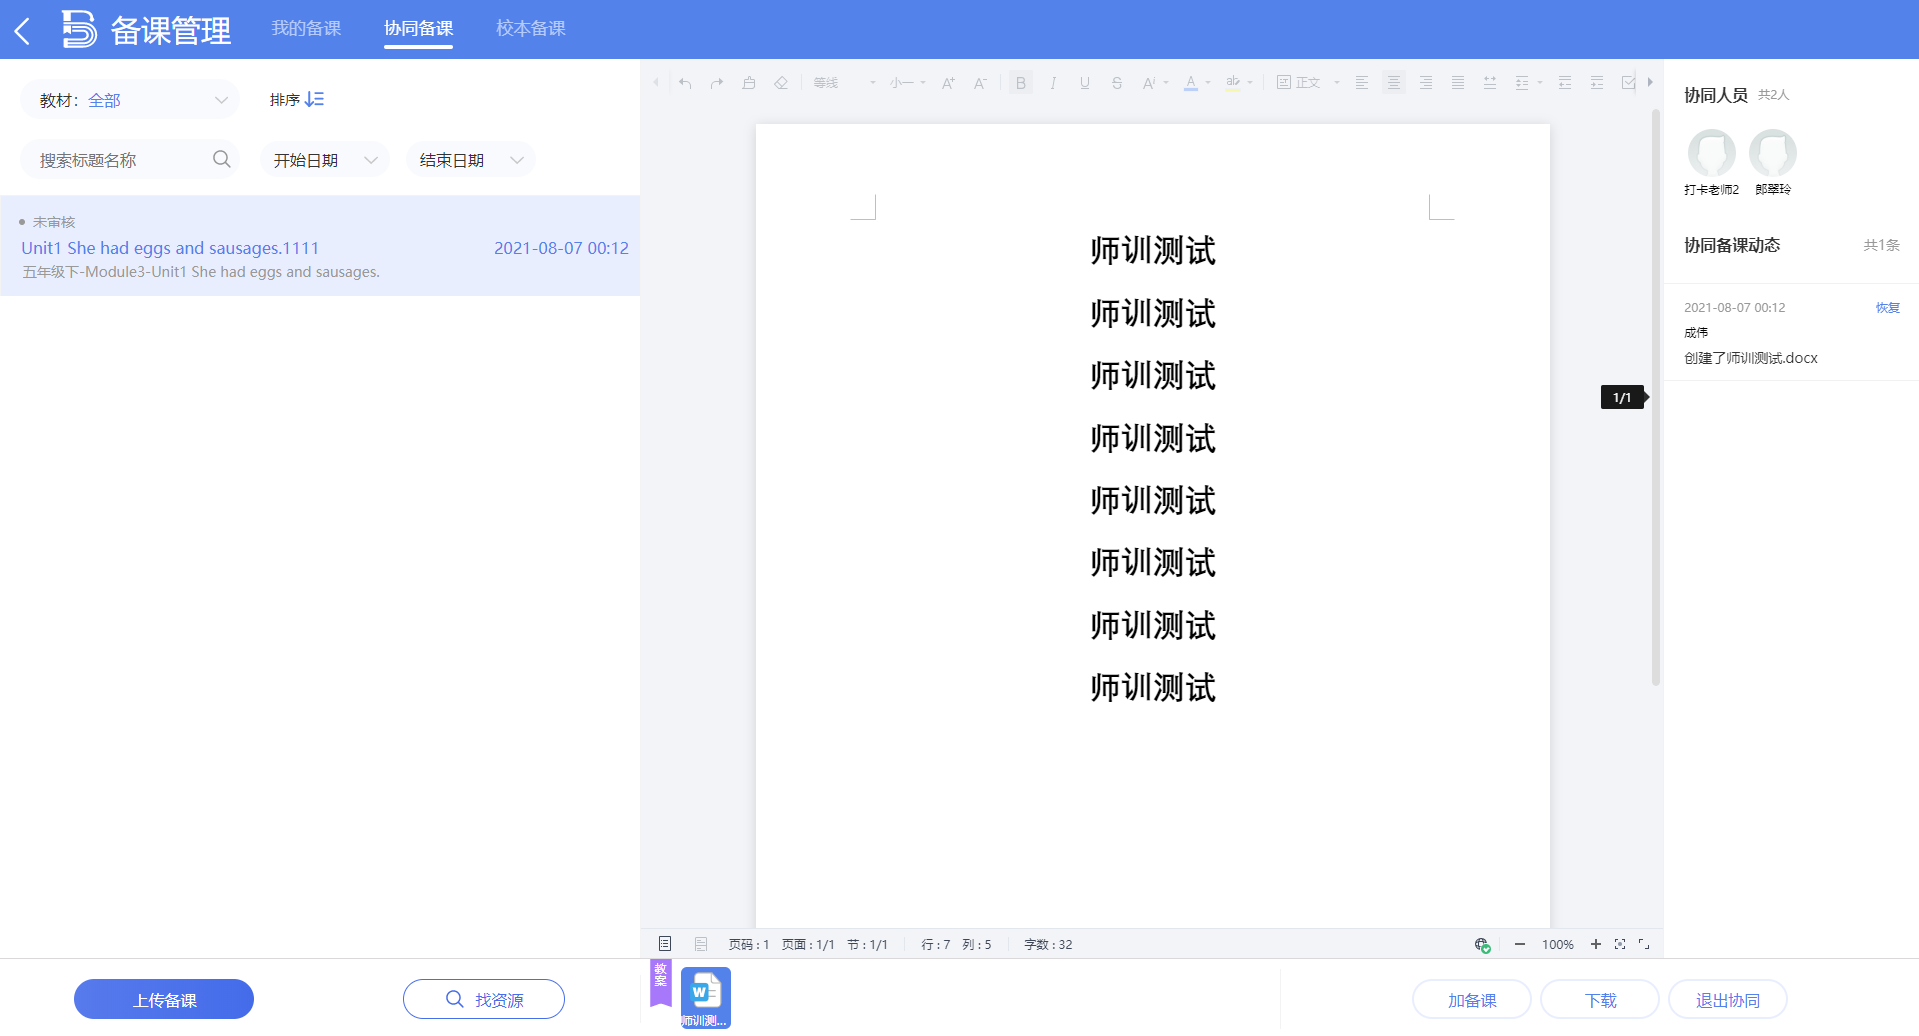 备课管理 我的备课 协同备课 校本备课
教材：全部 排序
搜索标题名称 开始日期 结束日期
未审核
Unit1 She had eggs and sausages.1111 2021-08-07 00:12
五年级下-Module3-Unit1 She had eggs and sausages.
等线 小一 B I U S A 正文
师训测试
师训测试
师训测试
师训测试
师训测试
师训测试
师训测试
师训测试
1/1
页码：1 页面：1/1 节：1/1 行：7 列：5 字数：32 100%
协同人员 共2人
打卡老师2 郎翠玲
协同备课动态 共1条
2021-08-07 00:12 恢复
成伟
创建了师训测试.docx
上传备课 找资源
教案
W
师训测...
加备课 下载 退出协同